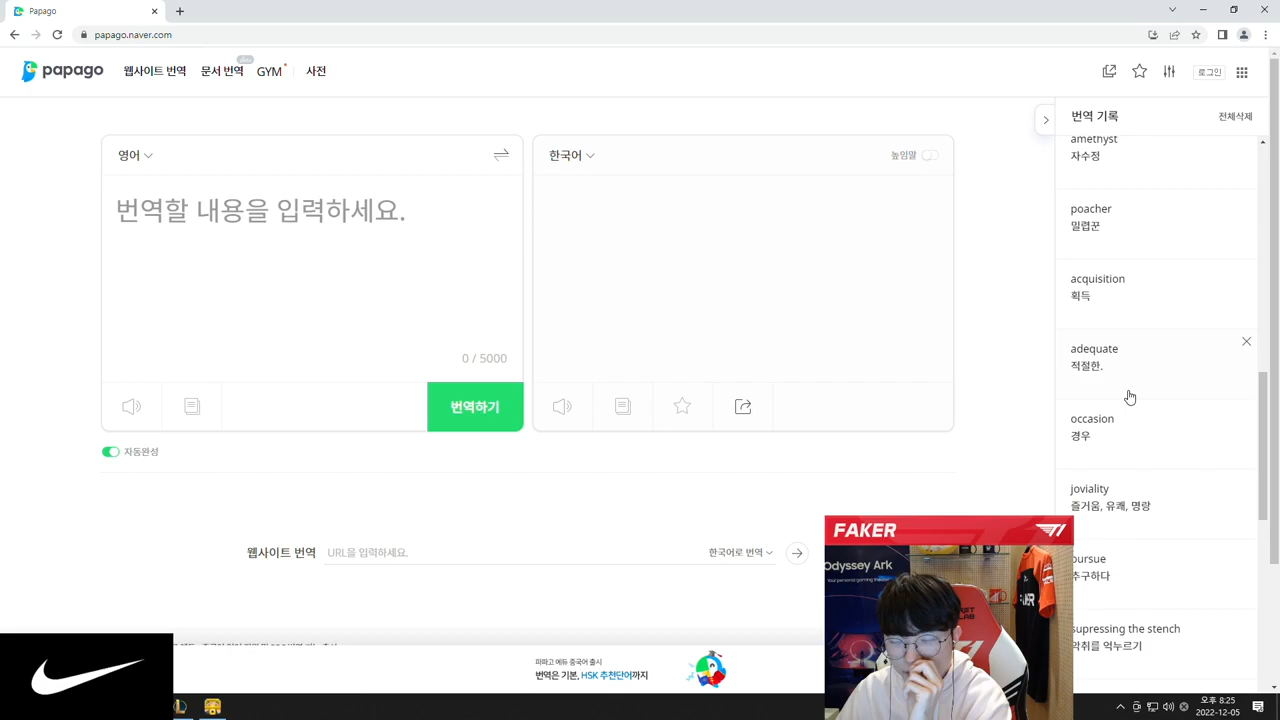 Papago
papago.naver.com
papago
웹사이트 번역
문서 번역
dev
GYM
사전
로그인
번역 기록
전체삭제
영어
한국어
높임말
번역할 내용을 입력하세요.
0 / 5000
번역하기
자동완성
웹사이트 번역
URL을 입력하세요.
한국어로 번역
amethyst
자수정
poacher
밀렵꾼
acquisition
획득
adequate
적절한.
occasion
경우
joviality
즐거움, 유쾌, 명랑
pursue
추구하다
supressing the stench
악취를 억누르기
파파고 에듀 중국어 출시
번역은 기본, HSK 추천단어까지
FAKER
Odyssey Ark
Your personal gaming
LAB
오후 8:25
2022-12-05